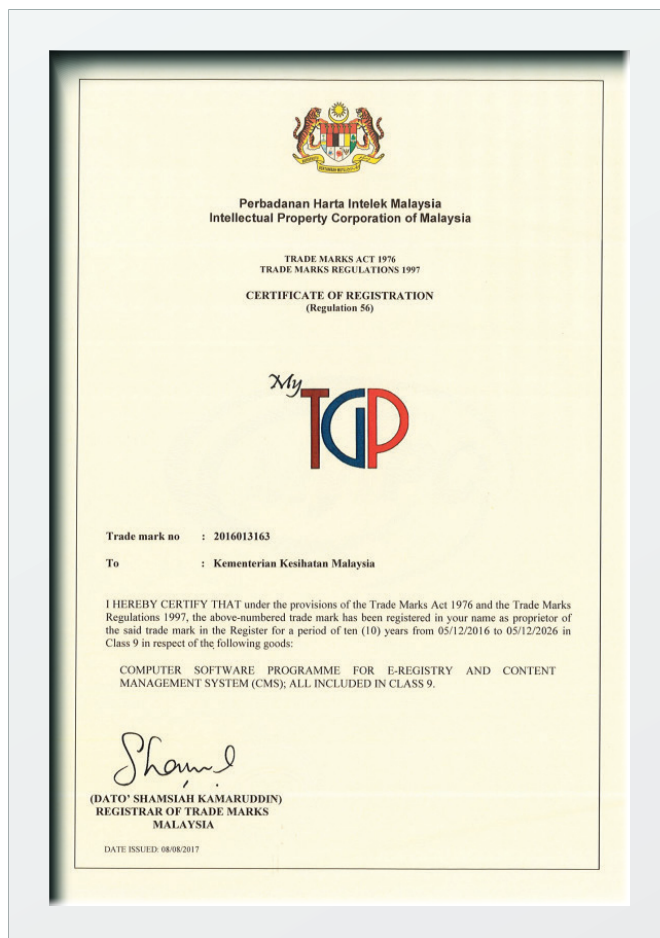 Perbadanan Harta Intelek Malaysia
Intellectual Property Corporation of Malaysia
TRADE MARKS ACT 1976
TRADE MARKS REGULATIONS 1997
CERTIFICATE OF REGISTRATION
(Regulation 56)
My
TGP
Trade mark no : 2016013163
To : Kementerian Kesihatan Malaysia
I HEREBY CERTIFY THAT under the provisions of the Trade Marks Act 1976 and the Trade Marks
Regulations 1997, the above-numbered trade mark has been registered in your name as proprietor of
the said trade mark in the Register for a period of ten (10) years from 05/12/2016 to 05/12/2026 in
Class 9 in respect of the following goods:
COMPUTER SOFTWARE PROGRAMME FOR E-REGISTRY AND CONTENT
MANAGEMENT SYSTEM (CMS); ALL INCLUDED IN CLASS 9.
(DATO' SHAMSIAH KAMARUDDIN)
REGISTRAR OF TRADE MARKS
MALAYSIA
DATE ISSUED: 08/08/2017